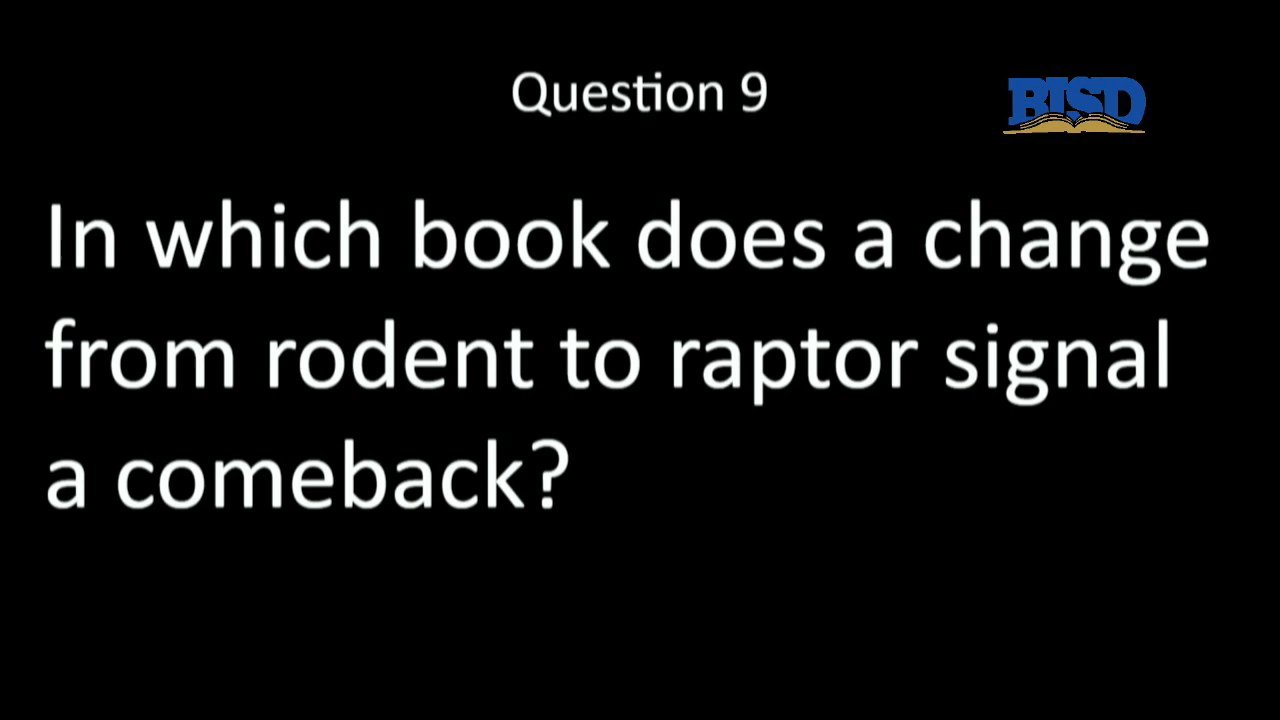 Question 9
BISD
In which book does a change
from rodent to raptor signal
a comeback?